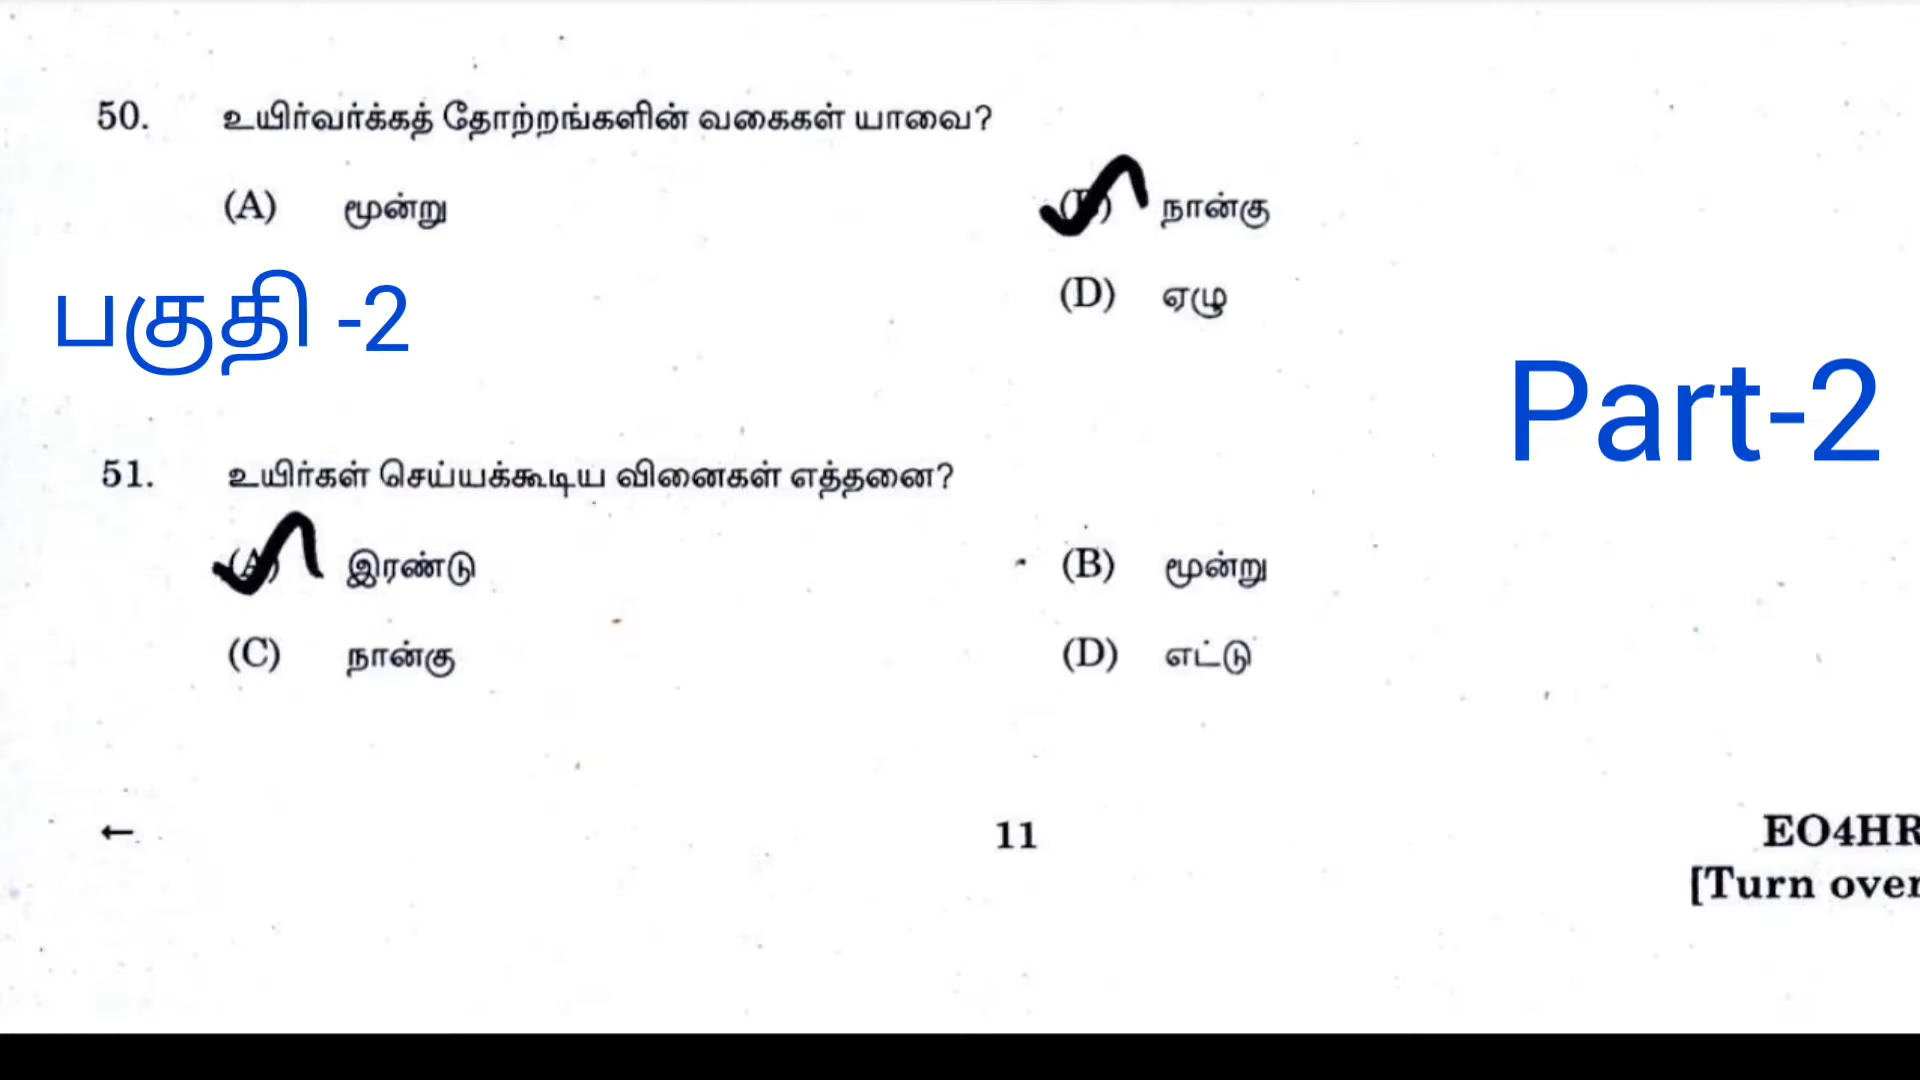 50. உயிர்வர்க்கத் தோற்றங்களின் வகைகள் யாவை?
(A) மூன்று
நான்கு
பகுதி -2
(D) ஏழு
Part-2
51. உயிர்கள் செய்யக்கூடிய வினைகள் எத்தனை?
(A) இரண்டு
(B) மூன்று
(C) நான்கு
(D) எட்டு
← 11 EO4HR
[Turn over